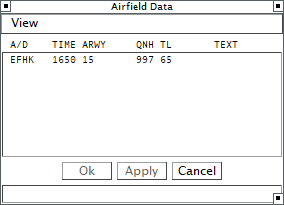 Airfield Data
View
A/D TIME ARWY QNH TL TEXT
EFHK 1650 15 997 65
Ok Apply Cancel